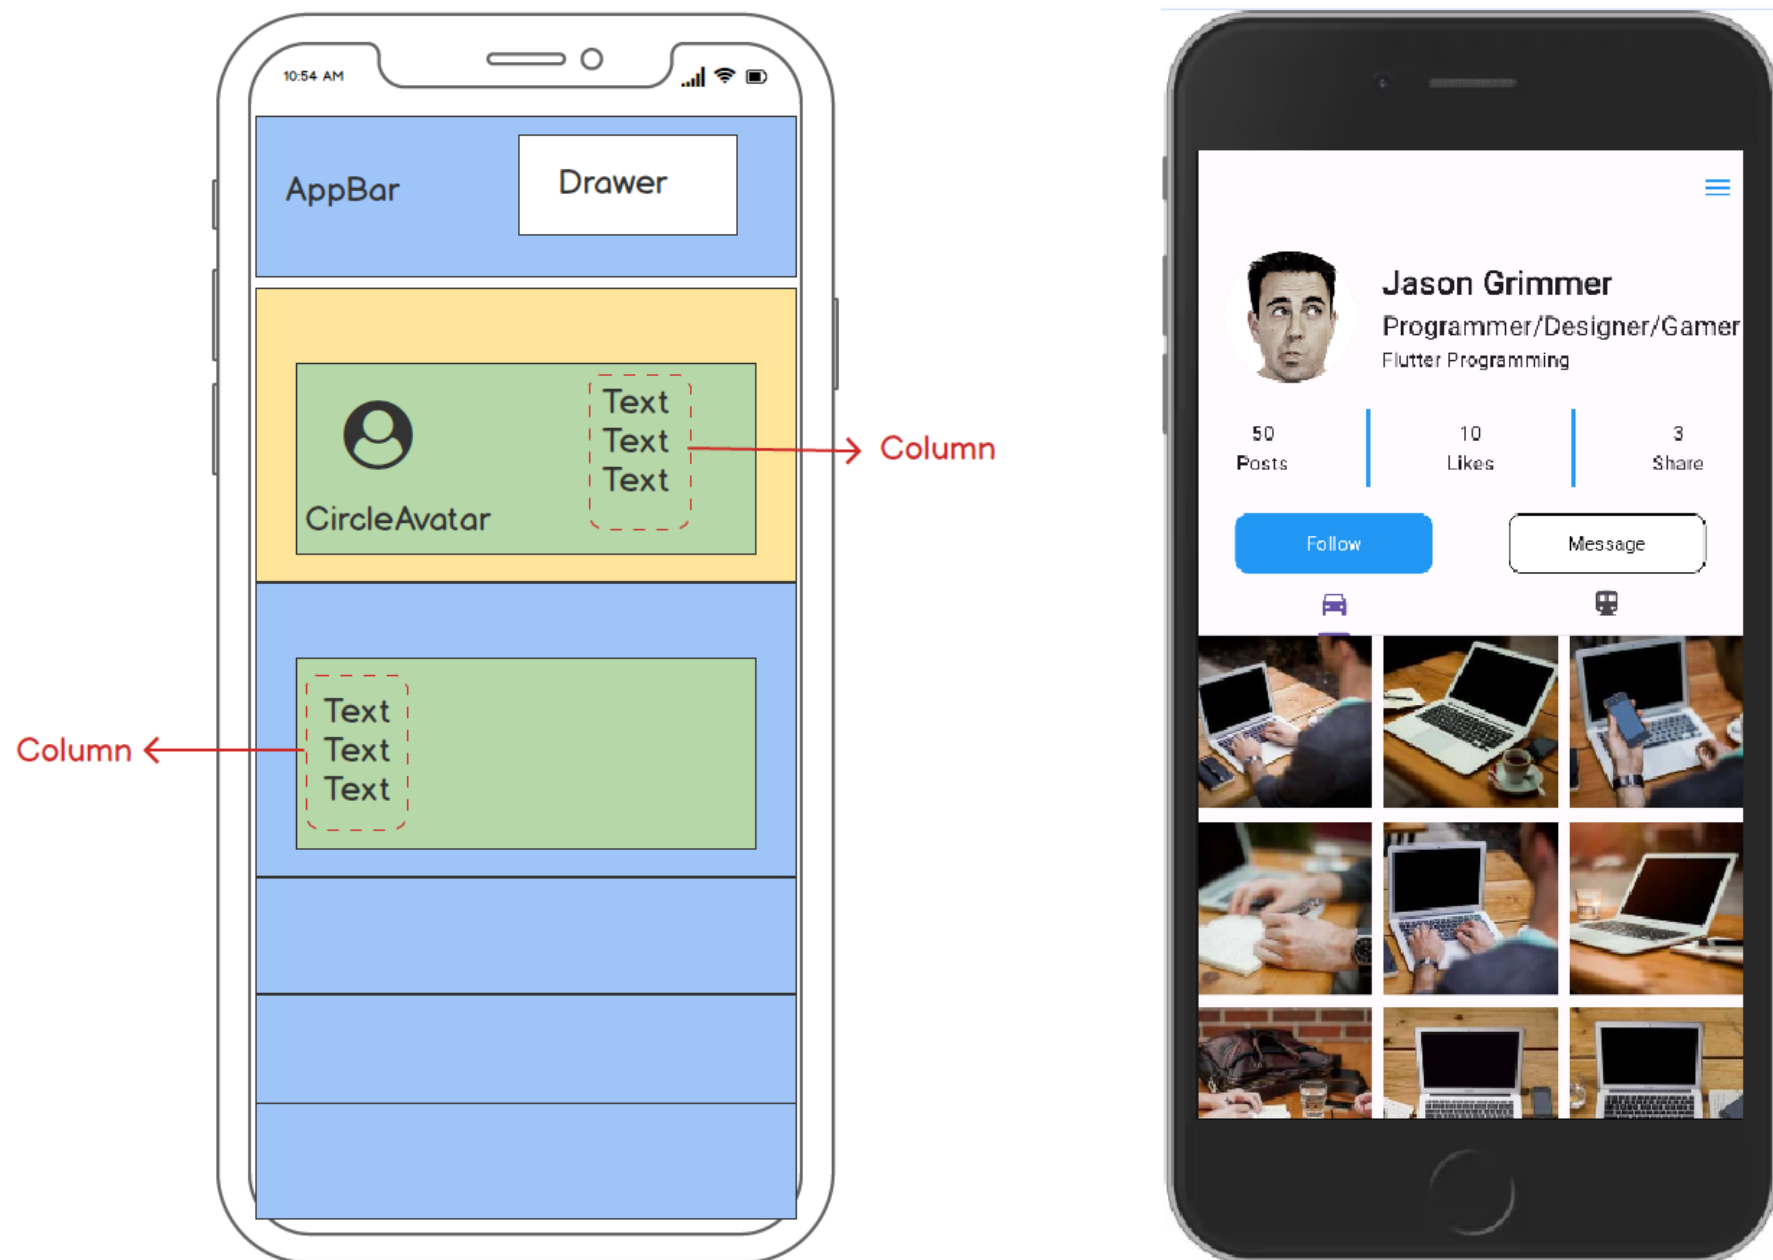 10:54 AM
AppBar
Drawer
Text
Text
Text
Column
CircleAvatar
Text
Text
Text
Column
Jason Grimmer
Programmer/Designer/Gamer
Flutter Programming
50
10
3
Posts
Likes
Share
Follow
Message